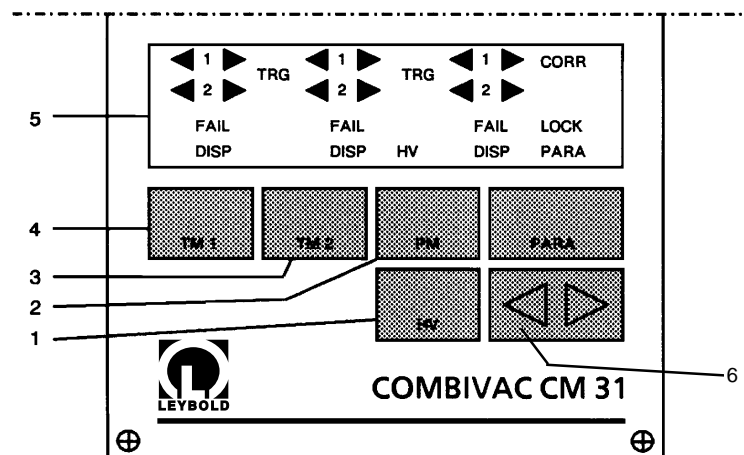 ◀ 1 ▶ TRG ◀ 1 ▶ TRG ◀ 1 ▶ CORR
◀ 2 ▶ ◀ 2 ▶ ◀ 2 ▶
5
FAIL FAIL FAIL LOCK
DISP DISP HV DISP PARA
4 TM 1 TM 2 PM PARA
3
2
1 HV
6
LEYBOLD
COMBIVAC CM 31